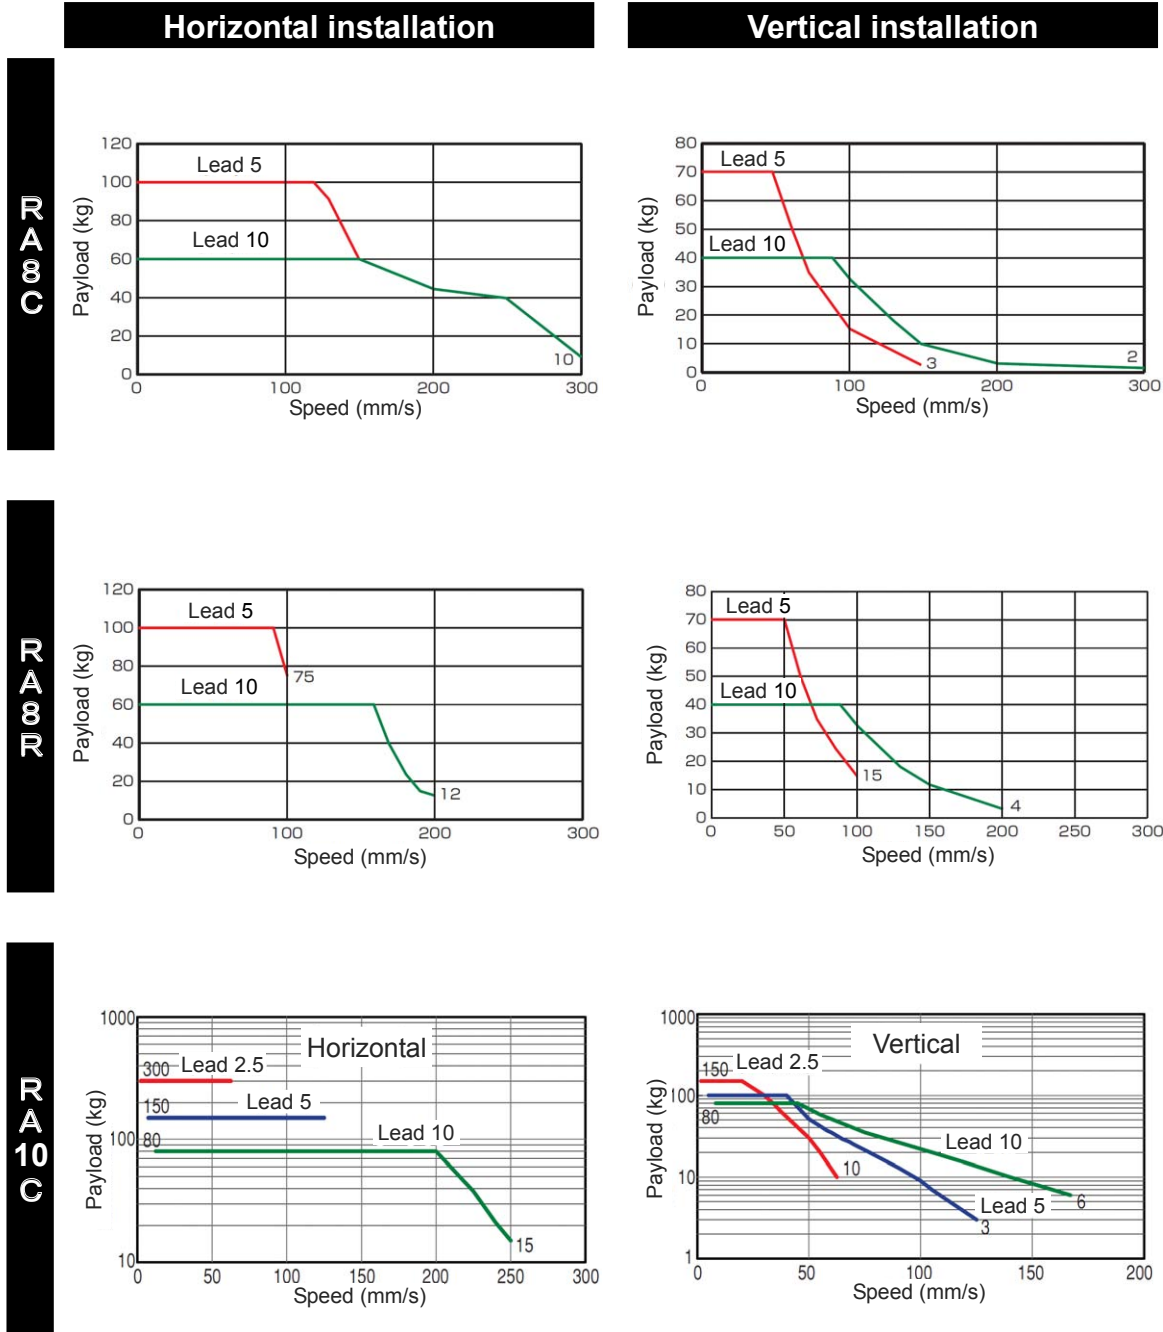 Horizontal installation
Vertical installation
RA8C
120
100
80
60
40
20
0
Payload (kg)
Lead 5
Lead 10
10
0 100 200 300
Speed (mm/s)
80
70
60
50
40
30
20
10
0
Payload (kg)
Lead 5
Lead 10
3
2
0 100 200 300
Speed (mm/s)
RA8R
120
100
80
60
40
20
0
Payload (kg)
Lead 5
75
Lead 10
12
0 100 200 300
Speed (mm/s)
80
70
60
50
40
30
20
10
0
Payload (kg)
Lead 5
Lead 10
15
4
0 50 100 150 200 250 300
Speed (mm/s)
RA10C
1000
100
10
Payload (kg)
Horizontal
300 Lead 2.5
150 Lead 5
80 Lead 10
15
0 50 100 150 200 250 300
Speed (mm/s)
1000
100
10
1
Payload (kg)
Vertical
150 Lead 2.5
80
Lead 10
10
Lead 5
6
3
0 50 100 150 200
Speed (mm/s)